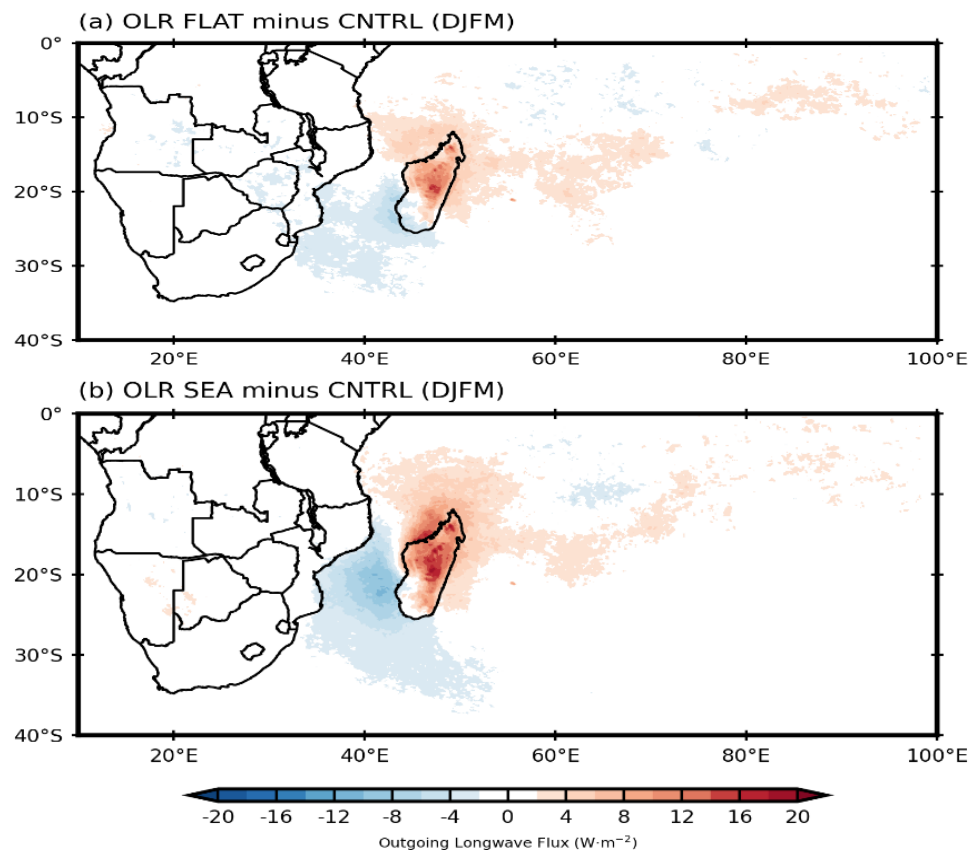 (a) OLR FLAT minus CNTRL (DJFM)
0°
10°S
20°S
30°S
40°S
20°E 40°E 60°E 80°E 100°E
(b) OLR SEA minus CNTRL (DJFM)
0°
10°S
20°S
30°S
40°S
20°E 40°E 60°E 80°E 100°E
-20 -16 -12 -8 -4 0 4 8 12 16 20
Outgoing Longwave Flux (W·m⁻²)